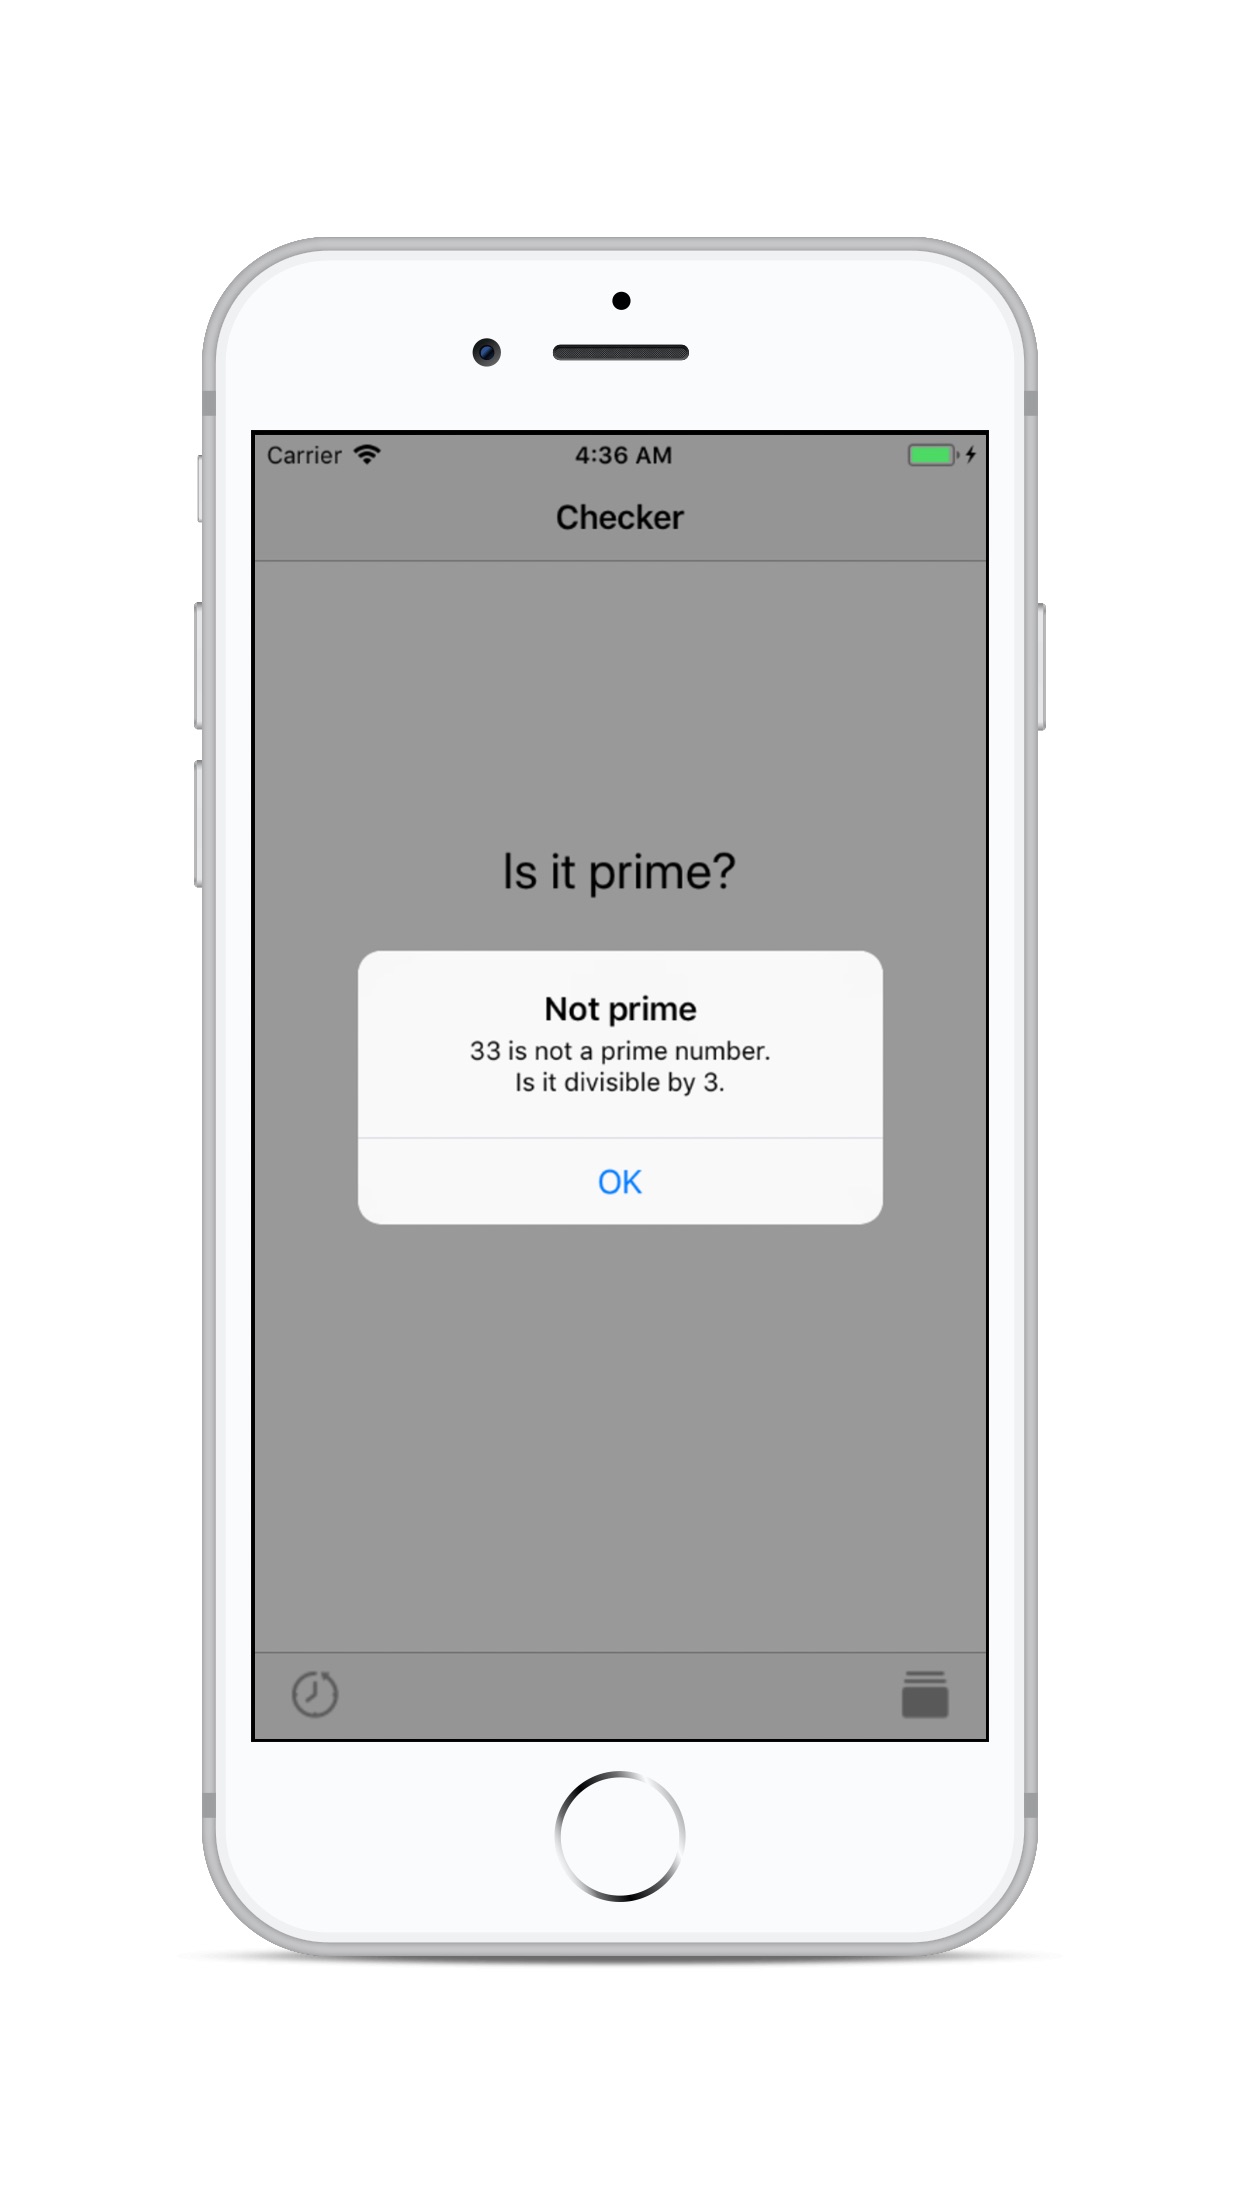 Carrier 4:36 AM
Checker
Is it prime?
Not prime
33 is not a prime number.
Is it divisible by 3.
OK